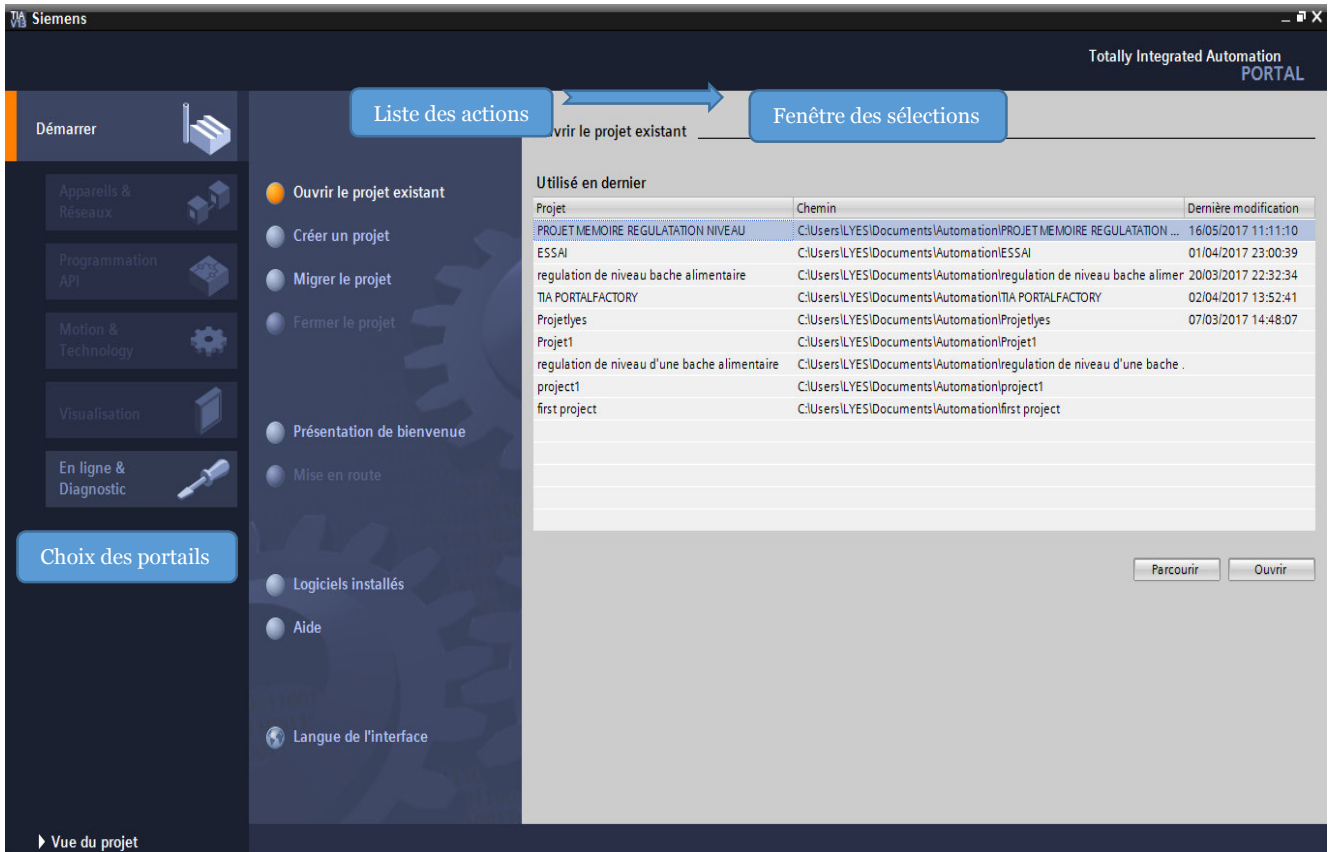 TIA V13 Siemens
Totally Integrated Automation
PORTAL
Démarrer
Appareils &
Réseaux
Programmation
API
Motion &
Technology
Visualisation
En ligne &
Diagnostic
Choix des portails
Vue du projet
Liste des actions
Ouvrir le projet existant
Créer un projet
Migrer le projet
Fermer le projet
Présentation de bienvenue
Mise en route
Logiciels installés
Aide
Langue de l'interface
Fenêtre des sélections
vrir le projet existant
Utilisé en dernier
Projet Chemin Dernière modification
PROJET MEMOIRE REGULATATION NIVEAU C:\Users\LYES\Documents\Automation\PROJET MEMOIRE REGULATATION ... 16/05/2017 11:11:10
ESSAI C:\Users\LYES\Documents\Automation\ESSAI 01/04/2017 23:00:39
regulation de niveau bache alimentaire C:\Users\LYES\Documents\Automation\regulation de niveau bache alimer 20/03/2017 22:32:34
TIA PORTALFACTORY C:\Users\LYES\Documents\Automation\TIA PORTALFACTORY 02/04/2017 13:52:41
Projetlyes C:\Users\LYES\Documents\Automation\Projetlyes 07/03/2017 14:48:07
Projet1 C:\Users\LYES\Documents\Automation\Projet1
regulation de niveau d'une bache alimentaire C:\Users\LYES\Documents\Automation\regulation de niveau d'une bache .
project1 C:\Users\LYES\Documents\Automation\project1
first project C:\Users\LYES\Documents\Automation\first project
Parcourir Ouvrir